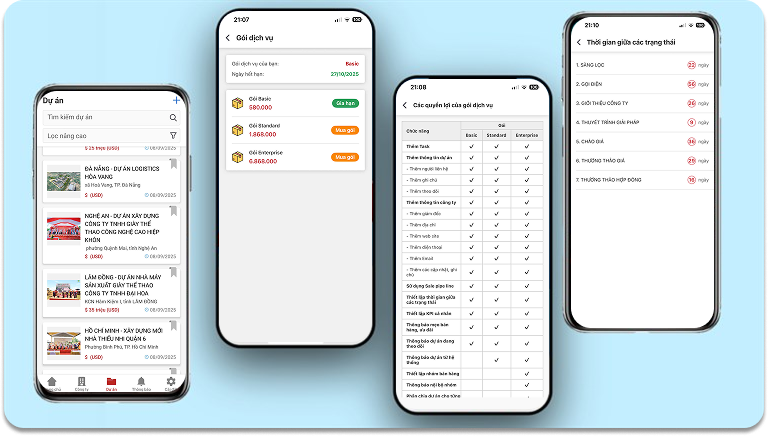 Dự án
Tìm kiếm dự án
Lọc nâng cao
$ 25 triệu (USD)
08/09/2025
ĐÀ NẴNG - DỰ ÁN LOGISTICS
HÒA VANG
xã Hoà Vang, TP. Đà Nẵng
$ (USD)
08/09/2025
NGHỆ AN - DỰ ÁN XÂY DỰNG
CÔNG TY TNHH GIÀY THỂ
THAO CÔNG NGHỆ CAO HIỆP
KHÔN
phường Quỳnh Mai, tỉnh Nghệ An
$ (USD)
08/09/2025
LÂM ĐỒNG - DỰ ÁN NHÀ MÁY
SẢN XUẤT GIÀY THỂ THAO
CÔNG TY TNHH ĐẠI HOA
KCN Hàm Kiệm I, tỉnh LÂM ĐỒNG
$ 35 triệu (USD)
08/09/2025
HỒ CHÍ MINH - XÂY DỰNG MỚI
NHÀ THIẾU NHI QUẬN 6
Phường Bình Phú, TP. Hồ Chí Minh
$ (USD)
08/09/2025
Công ty
Dự án
Thông báo
21:07
Gói dịch vụ
Gói dịch vụ của bạn:
Basic
Ngày hết hạn:
27/10/2025
Gói Basic
580.000
Gia hạn
Gói Standard
1.868.000
Mua gói
Gói Enterprise
6.868.000
Mua gói
21:08
Các quyền lợi của gói dịch vụ
Chức năng
Gói
Basic
Standard
Enterprise
Thêm Task
Thêm thông tin dự án
- Thêm người liên hệ
- Thêm ghi chú
- Thêm theo dõi
Thêm thông tin công ty
- Thêm giám đốc
- Thêm địa chỉ
- Thêm web site
- Thêm điện thoại
- Thêm Email
- Thêm các cập nhật, ghi
chú
Sử dụng Sale pipe line
Thiết lập thời gian giữa
các trạng thái
Thiết lập KPI cá nhân
Thông báo mẹo bán
hàng, ưu đãi
Thông báo dự án đang
theo dõi
Thông báo dự án từ hệ
thống
Thiết lập nhóm bán hàng
Thông báo nội bộ nhóm
Phân chia dự án cho từng
21:10
Thời gian giữa các trạng thái
1. SÀNG LỌC
22
ngày
2. GỌI ĐIỆN
56
ngày
3. GIỚI THIỆU CÔNG TY
26
ngày
4. THUYẾT TRÌNH GIẢI PHÁP
9
ngày
5. CHÀO GIÁ
36
ngày
6. THƯƠNG THẢO GIÁ
29
ngày
7. THƯƠNG THẢO HỢP ĐỒNG
10
ngày